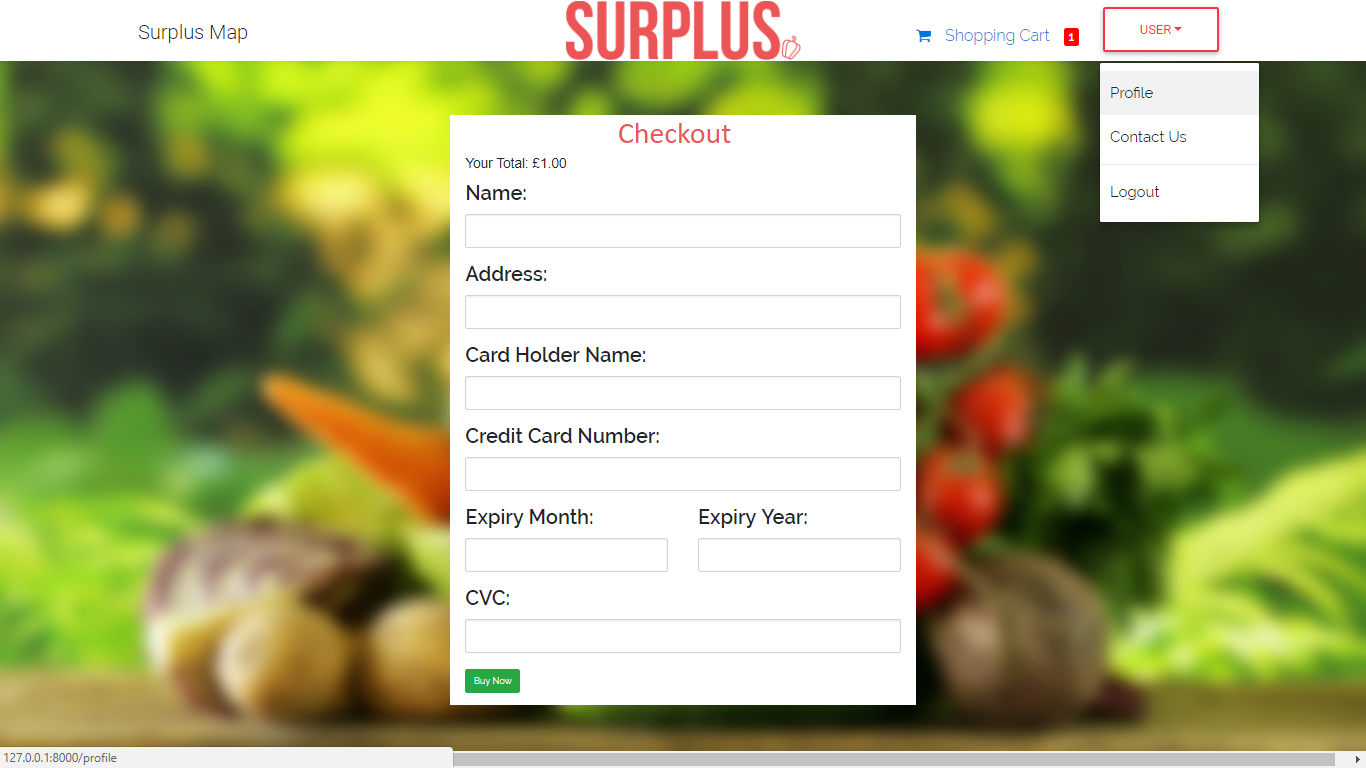 Surplus Map
SURPLUS
Shopping Cart 1
USER
Profile
Contact Us
Logout
Checkout
Your Total: £1.00
Name:
Address:
Card Holder Name:
Credit Card Number:
Expiry Month: Expiry Year:
CVC:
Buy Now
127.0.0.1:8000/profile